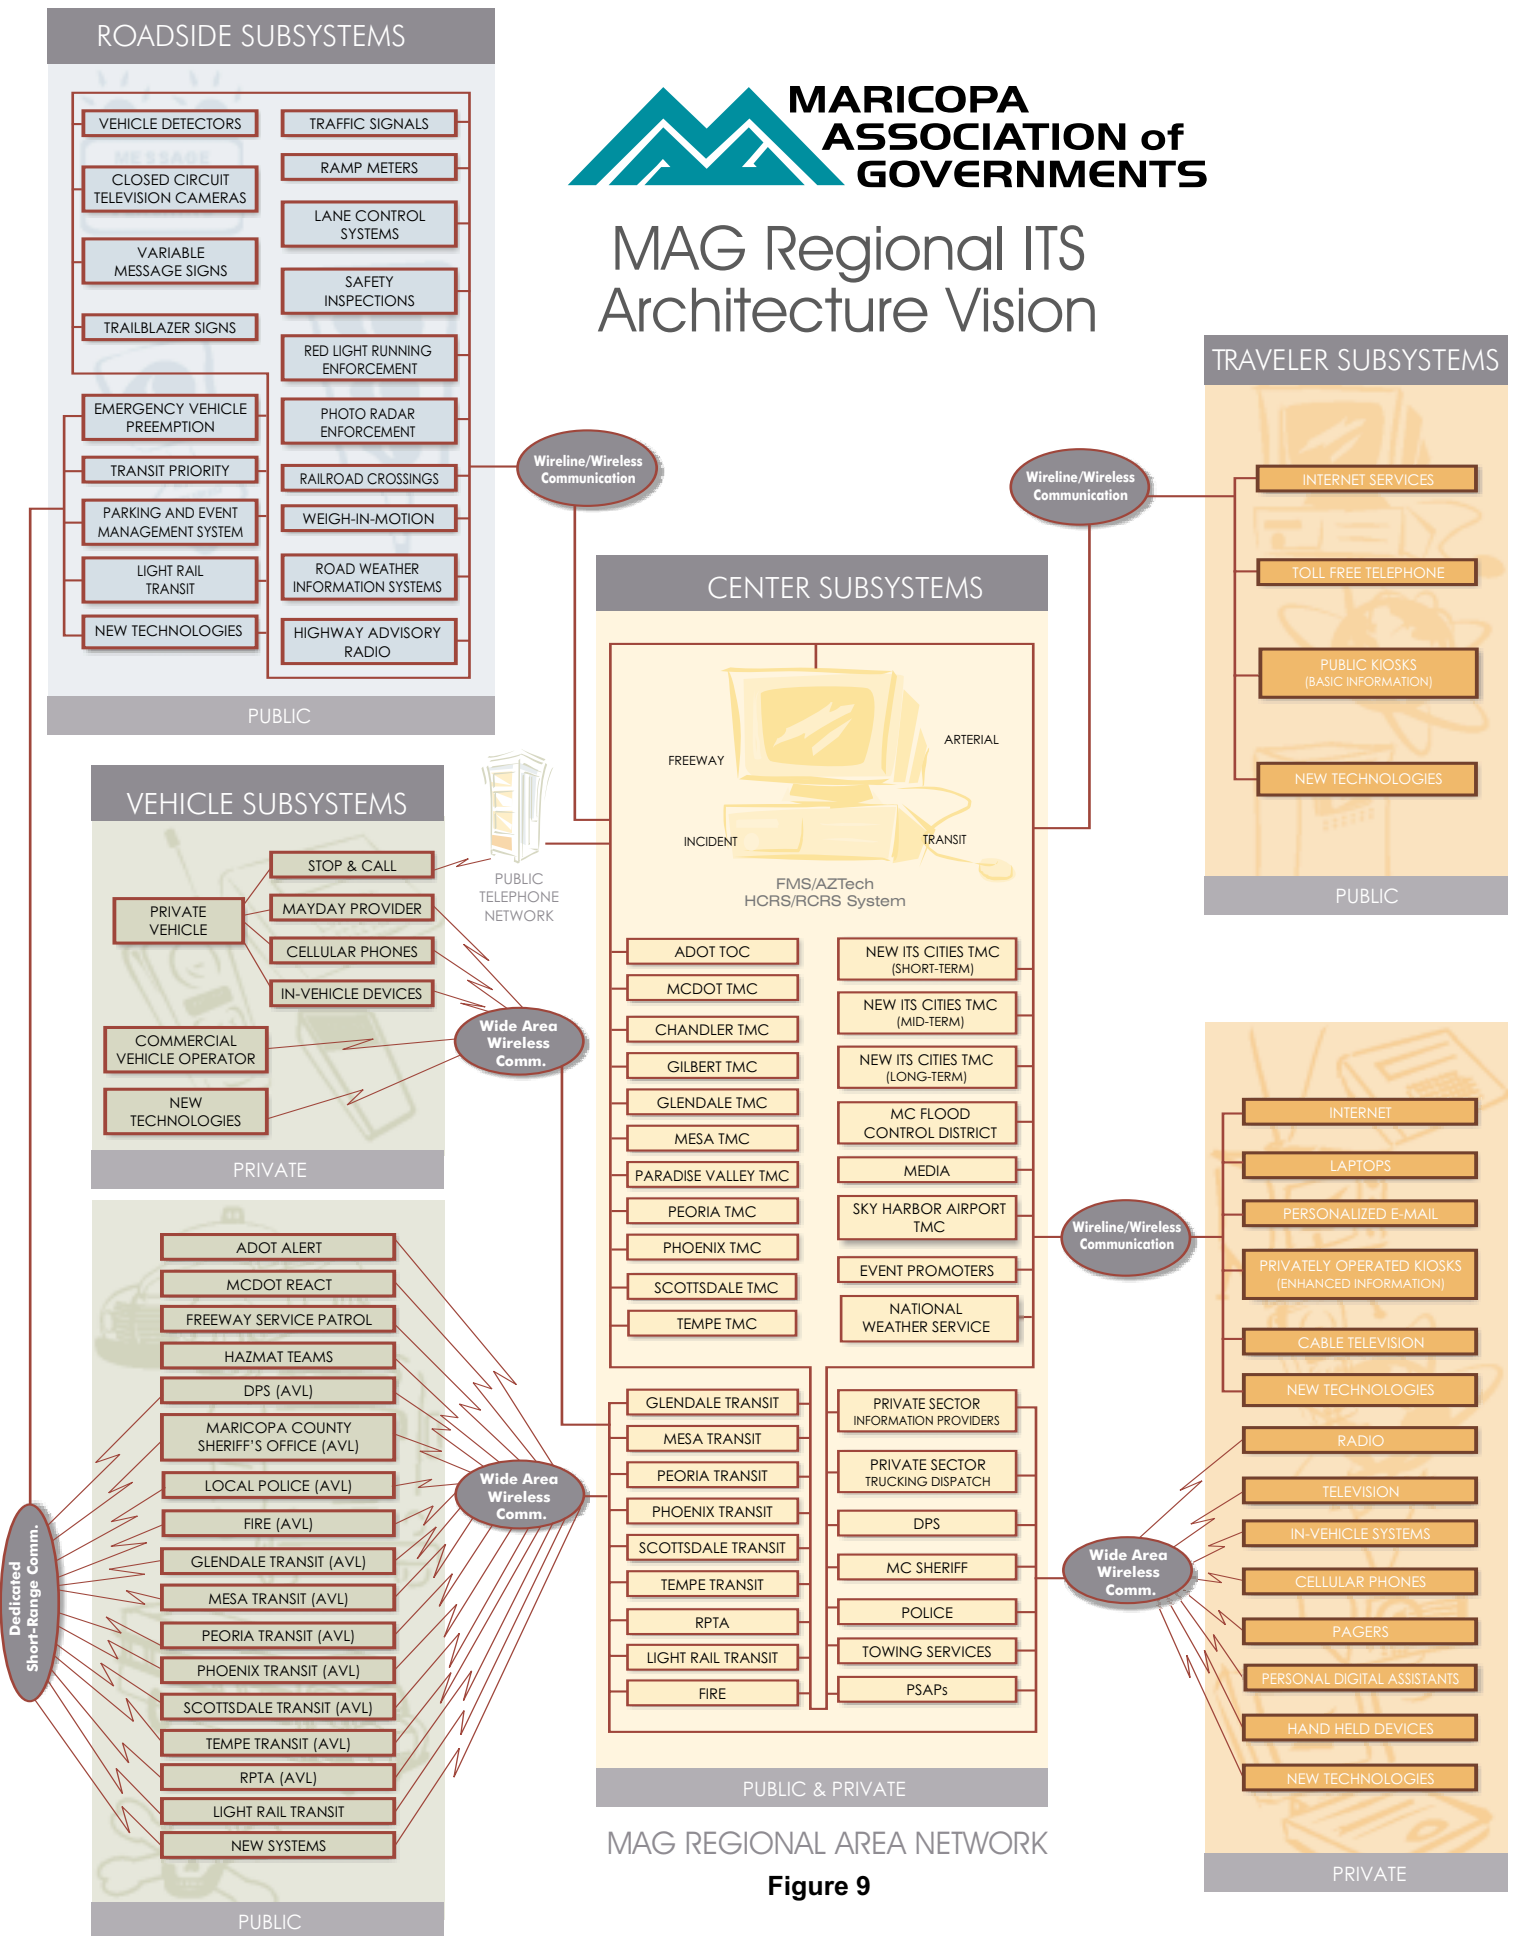 ROADSIDE SUBSYSTEMS
VEHICLE DETECTORS
MESSAGE
CLOSED CIRCUIT
TELEVISION CAMERAS
VARIABLE
MESSAGE SIGNS
TRAILBLAZER SIGNS
EMERGENCY VEHICLE
PREEMPTION
TRANSIT PRIORITY
PARKING AND EVENT
MANAGEMENT SYSTEM
LIGHT RAIL
TRANSIT
NEW TECHNOLOGIES
TRAFFIC SIGNALS
RAMP METERS
LANE CONTROL
SYSTEMS
SAFETY
INSPECTIONS
RED LIGHT RUNNING
ENFORCEMENT
PHOTO RADAR
ENFORCEMENT
RAILROAD CROSSINGS
WEIGH-IN-MOTION
ROAD WEATHER
INFORMATION SYSTEMS
HIGHWAY ADVISORY
RADIO
PUBLIC
MARICOPA
ASSOCIATION of
GOVERNMENTS
MAG Regional ITS
Architecture Vision
Wireline/Wireless
Communication
Wireline/Wireless
Communication
TRAVELER SUBSYSTEMS
INTERNET SERVICES
TOLL FREE TELEPHONE
PUBLIC KIOSKS
(BASIC INFORMATION)
NEW TECHNOLOGIES
PUBLIC
VEHICLE SUBSYSTEMS
PRIVATE
VEHICLE
STOP & CALL
MAYDAY PROVIDER
CELLULAR PHONES
IN-VEHICLE DEVICES
COMMERCIAL
VEHICLE OPERATOR
NEW
TECHNOLOGIES
PRIVATE
PUBLIC
TELEPHONE
NETWORK
Wide Area
Wireless
Comm.
CENTER SUBSYSTEMS
FREEWAY
ARTERIAL
INCIDENT
TRANSIT
FMS/AZTech
HCRS/RCRS System
ADOT TOC
MCDOT TMC
CHANDLER TMC
GILBERT TMC
GLENDALE TMC
MESA TMC
PARADISE VALLEY TMC
PEORIA TMC
PHOENIX TMC
SCOTTSDALE TMC
TEMPE TMC
NEW ITS CITIES TMC
(SHORT-TERM)
NEW ITS CITIES TMC
(MID-TERM)
NEW ITS CITIES TMC
(LONG-TERM)
MC FLOOD
CONTROL DISTRICT
MEDIA
SKY HARBOR AIRPORT
TMC
EVENT PROMOTERS
NATIONAL
WEATHER SERVICE
GLENDALE TRANSIT
MESA TRANSIT
PEORIA TRANSIT
PHOENIX TRANSIT
SCOTTSDALE TRANSIT
TEMPE TRANSIT
RPTA
LIGHT RAIL TRANSIT
FIRE
PRIVATE SECTOR
INFORMATION PROVIDERS
PRIVATE SECTOR
TRUCKING DISPATCH
DPS
MC SHERIFF
POLICE
TOWING SERVICES
PSAPs
PUBLIC & PRIVATE
Wireline/Wireless
Communication
INTERNET
LAPTOPS
PERSONALIZED E-MAIL
PRIVATELY OPERATED KIOSKS
(ENHANCED INFORMATION)
CABLE TELEVISION
NEW TECHNOLOGIES
RADIO
TELEVISION
IN-VEHICLE SYSTEMS
CELLULAR PHONES
PAGERS
PERSONAL DIGITAL ASSISTANTS
HAND HELD DEVICES
NEW TECHNOLOGIES
PRIVATE
Wide Area
Wireless
Comm.
ADOT ALERT
MCDOT REACT
FREEWAY SERVICE PATROL
HAZMAT TEAMS
DPS (AVL)
MARICOPA COUNTY
SHERIFF'S OFFICE (AVL)
LOCAL POLICE (AVL)
FIRE (AVL)
GLENDALE TRANSIT (AVL)
MESA TRANSIT (AVL)
PEORIA TRANSIT (AVL)
PHOENIX TRANSIT (AVL)
SCOTTSDALE TRANSIT (AVL)
TEMPE TRANSIT (AVL)
RPTA (AVL)
LIGHT RAIL TRANSIT
NEW SYSTEMS
PUBLIC
Wide Area
Wireless
Comm.
Dedicated
Short-Range Comm.
MAG REGIONAL AREA NETWORK
Figure 9